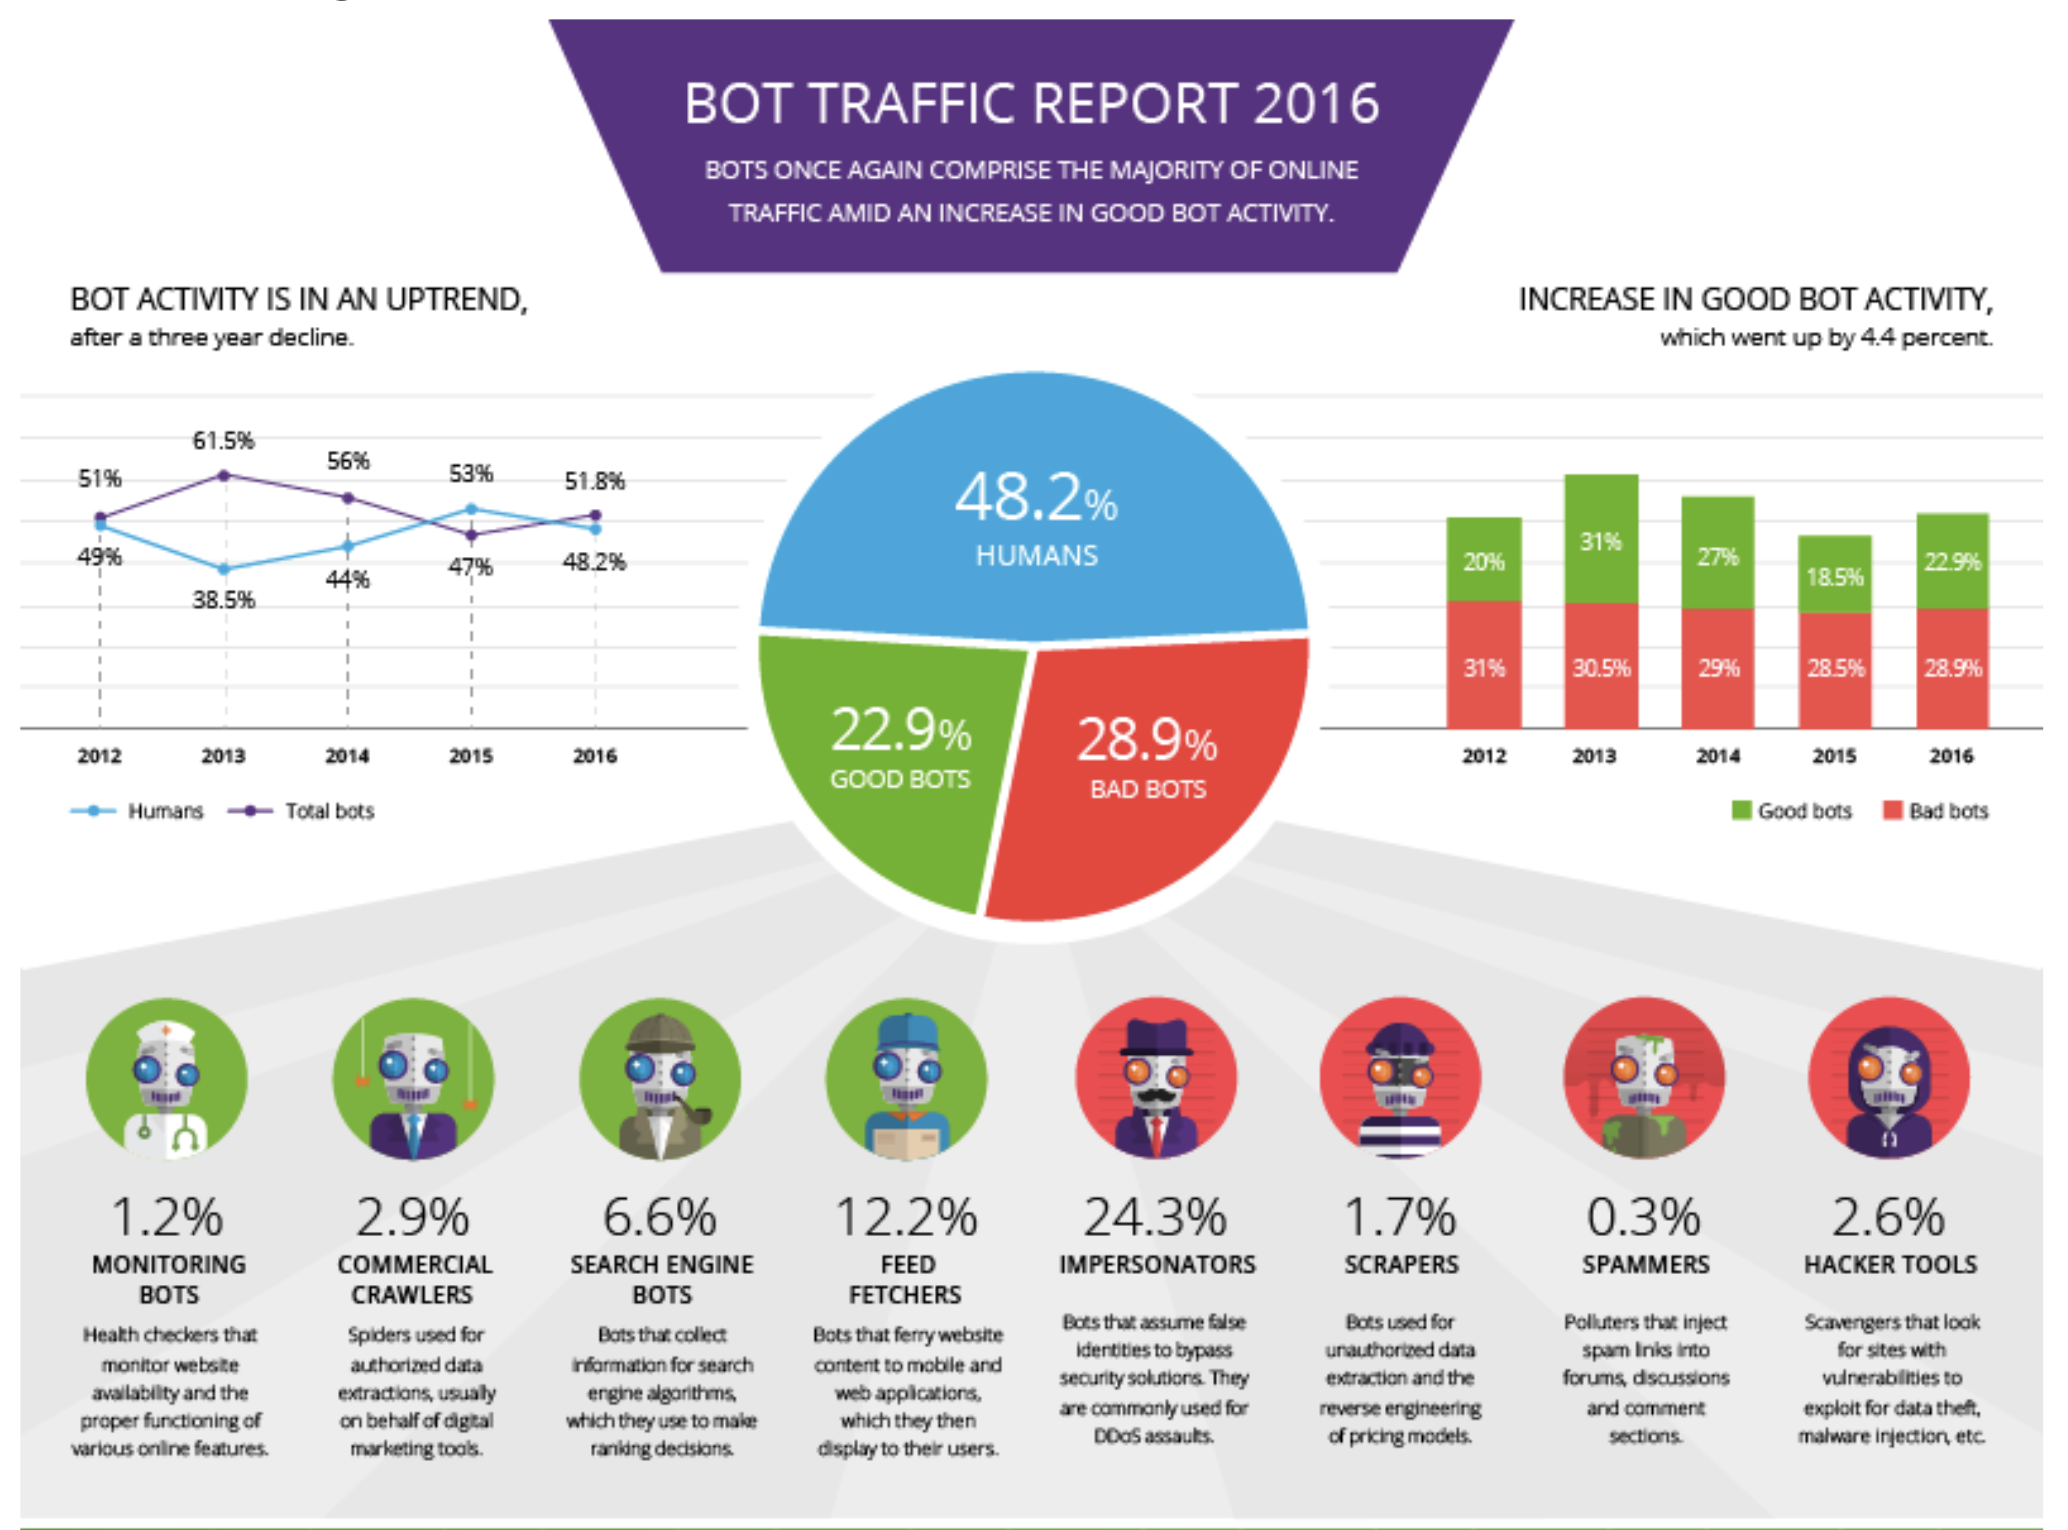 BOT TRAFFIC REPORT 2016
BOTS ONCE AGAIN COMPRISE THE MAJORITY OF ONLINE
TRAFFIC AMID AN INCREASE IN GOOD BOT ACTIVITY.
BOT ACTIVITY IS IN AN UPTREND,
after a three year decline.
61.5%
56%
53%
51%
51.8%
49%
44%
47%
48.2%
38.5%
2012 2013 2014 2015 2016
Humans Total bots
48.2%
HUMANS
22.9%
GOOD BOTS
28.9%
BAD BOTS
INCREASE IN GOOD BOT ACTIVITY,
which went up by 4.4 percent.
20% 31% 27% 18.5% 22.9%
31% 30.5% 29% 28.5% 28.9%
2012 2013 2014 2015 2016
Good bots Bad bots
1.2%
MONITORING
BOTS
Health checkers that
monitor website
availability and the
proper functioning of
various online features.
2.9%
COMMERCIAL
CRAWLERS
Spiders used for
authorized data
extractions, usually
on behalf of digital
marketing tools.
6.6%
SEARCH ENGINE
BOTS
Bots that collect
information for search
engine algorithms,
which they use to make
ranking decisions.
12.2%
FEED
FETCHERS
Bots that ferry website
content to mobile and
web applications,
which they then
display to their users.
24.3%
IMPERSONATORS
Bots that assume false
identities to bypass
security solutions. They
are commonly used for
DDoS assaults.
1.7%
SCRAPERS
Bots used for
unauthorized data
extraction and the
reverse engineering
of pricing models.
0.3%
SPAMMERS
Polluters that inject
spam links into
forums, discussions
and comment
sections.
2.6%
HACKER TOOLS
Scavengers that look
for sites with
vulnerabilities to
exploit for data theft,
malware injection, etc.